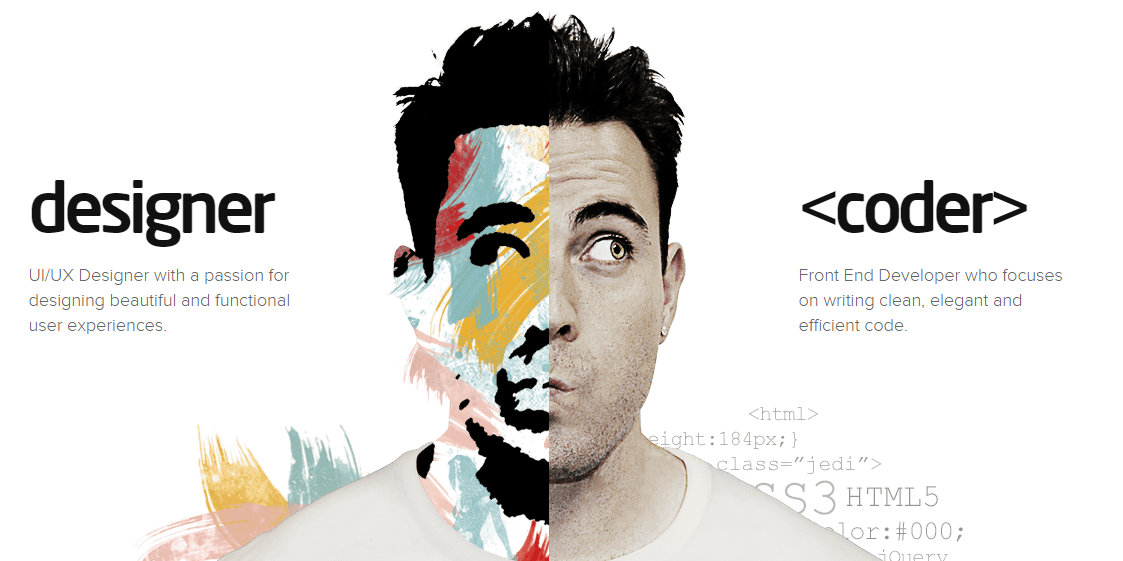 designer
UI/UX Designer with a passion for
designing beautiful and functional
user experiences.
<coder>
Front End Developer who focuses
on writing clean, elegant and
efficient code.
<html>
eight:184px;}
class=”jedi”>
SS3 HTML5
olor:#000;
jQuery